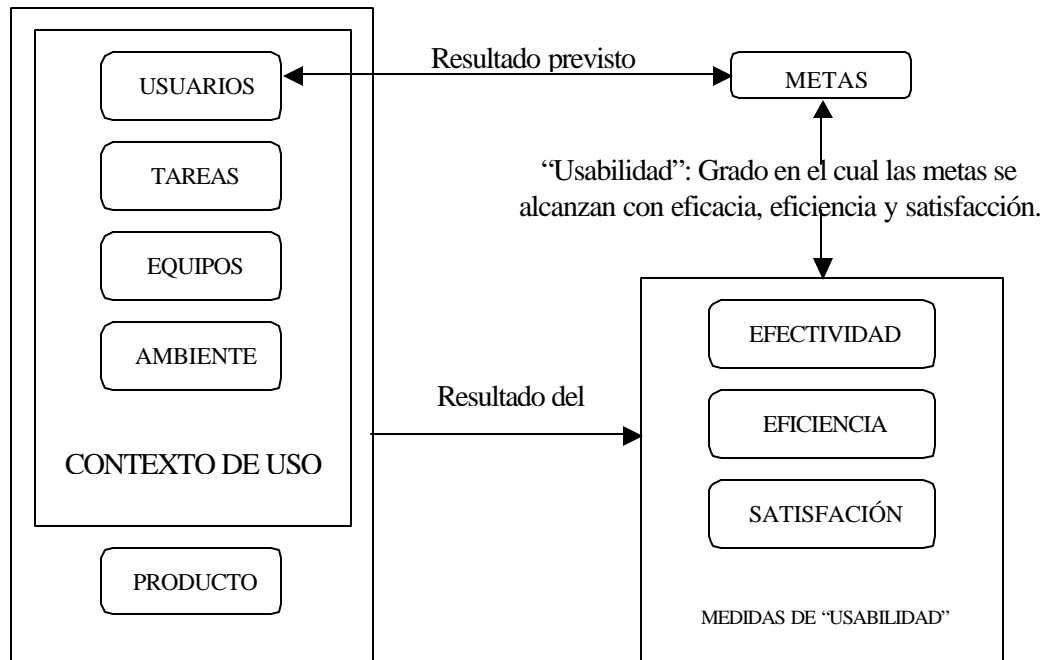 USUARIOS
Resultado previsto
METAS
TAREAS
“Usabilidad”: Grado en el cual las metas se
alcanzan con eficacia, eficiencia y satisfacción.
EQUIPOS
AMBIENTE
CONTEXTO DE USO
PRODUCTO
Resultado del
EFECTIVIDAD
EFICIENCIA
SATISFACIÓN
MEDIDAS DE “USABILIDAD”